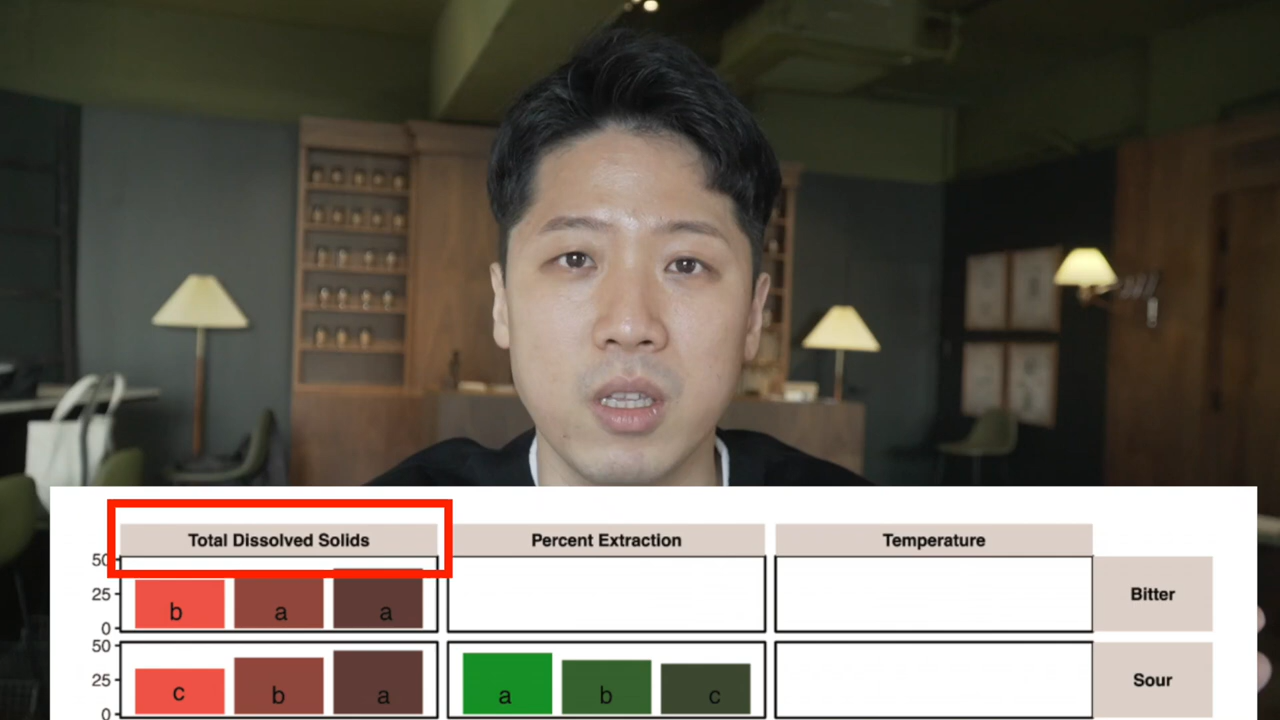 Total Dissolved Solids Percent Extraction Temperature
50
25 b a a Bitter
0
50
25 c b a a b c Sour
0